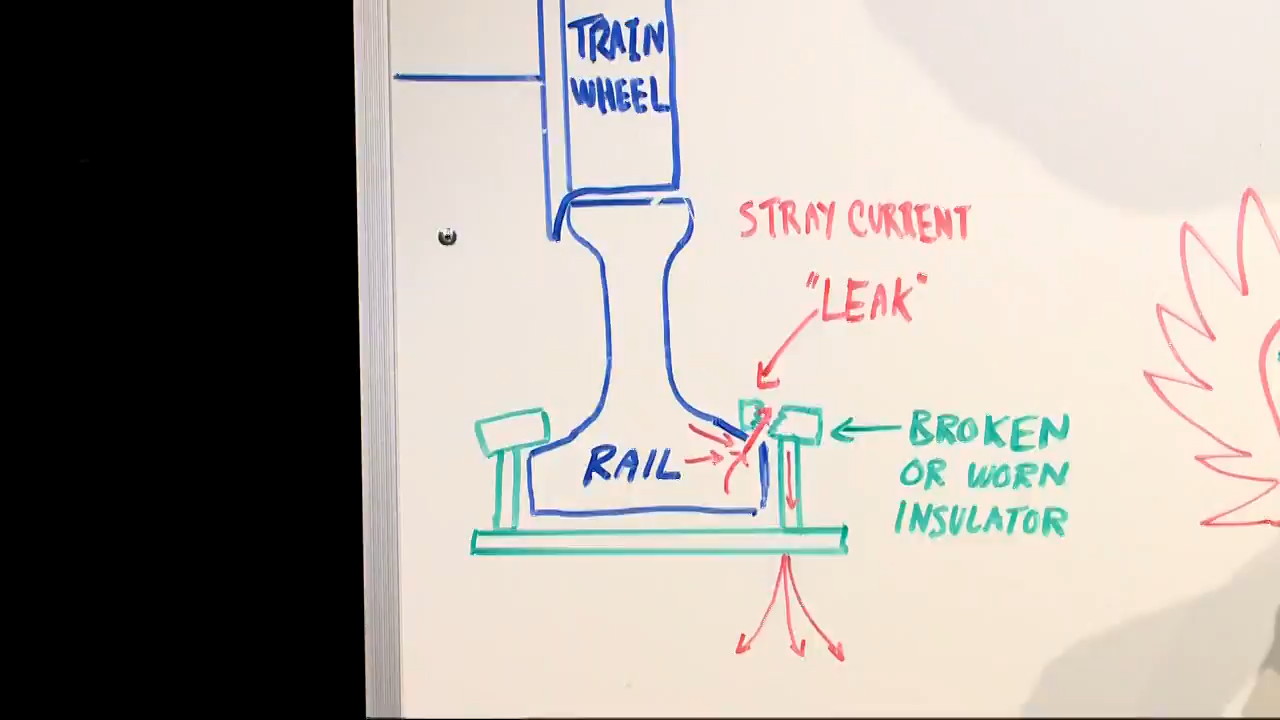 TRAIN
WHEEL
STRAY CURRENT
"LEAK"
RAIL
BROKEN
OR WORN
INSULATOR